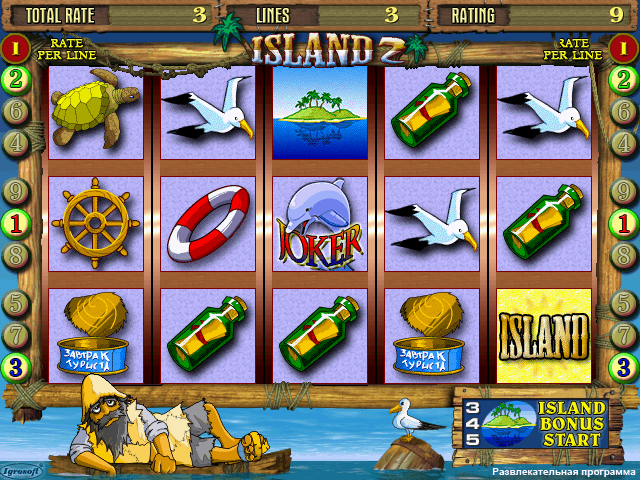 TOTAL RATE 3 LINES 3 RATING 9
1 RATE PER LINE ISLAND 2 RATE PER LINE 1
2 2
6 6
4 4
9 9
1 JOKER 1
8 8
5 5
7 ЗАВТРАК ТУРИСТА ЗАВТРАК ТУРИСТА ISLAND 7
3 3
3 ISLAND
4 BONUS
5 START
Igrosoft Развлекательная программа